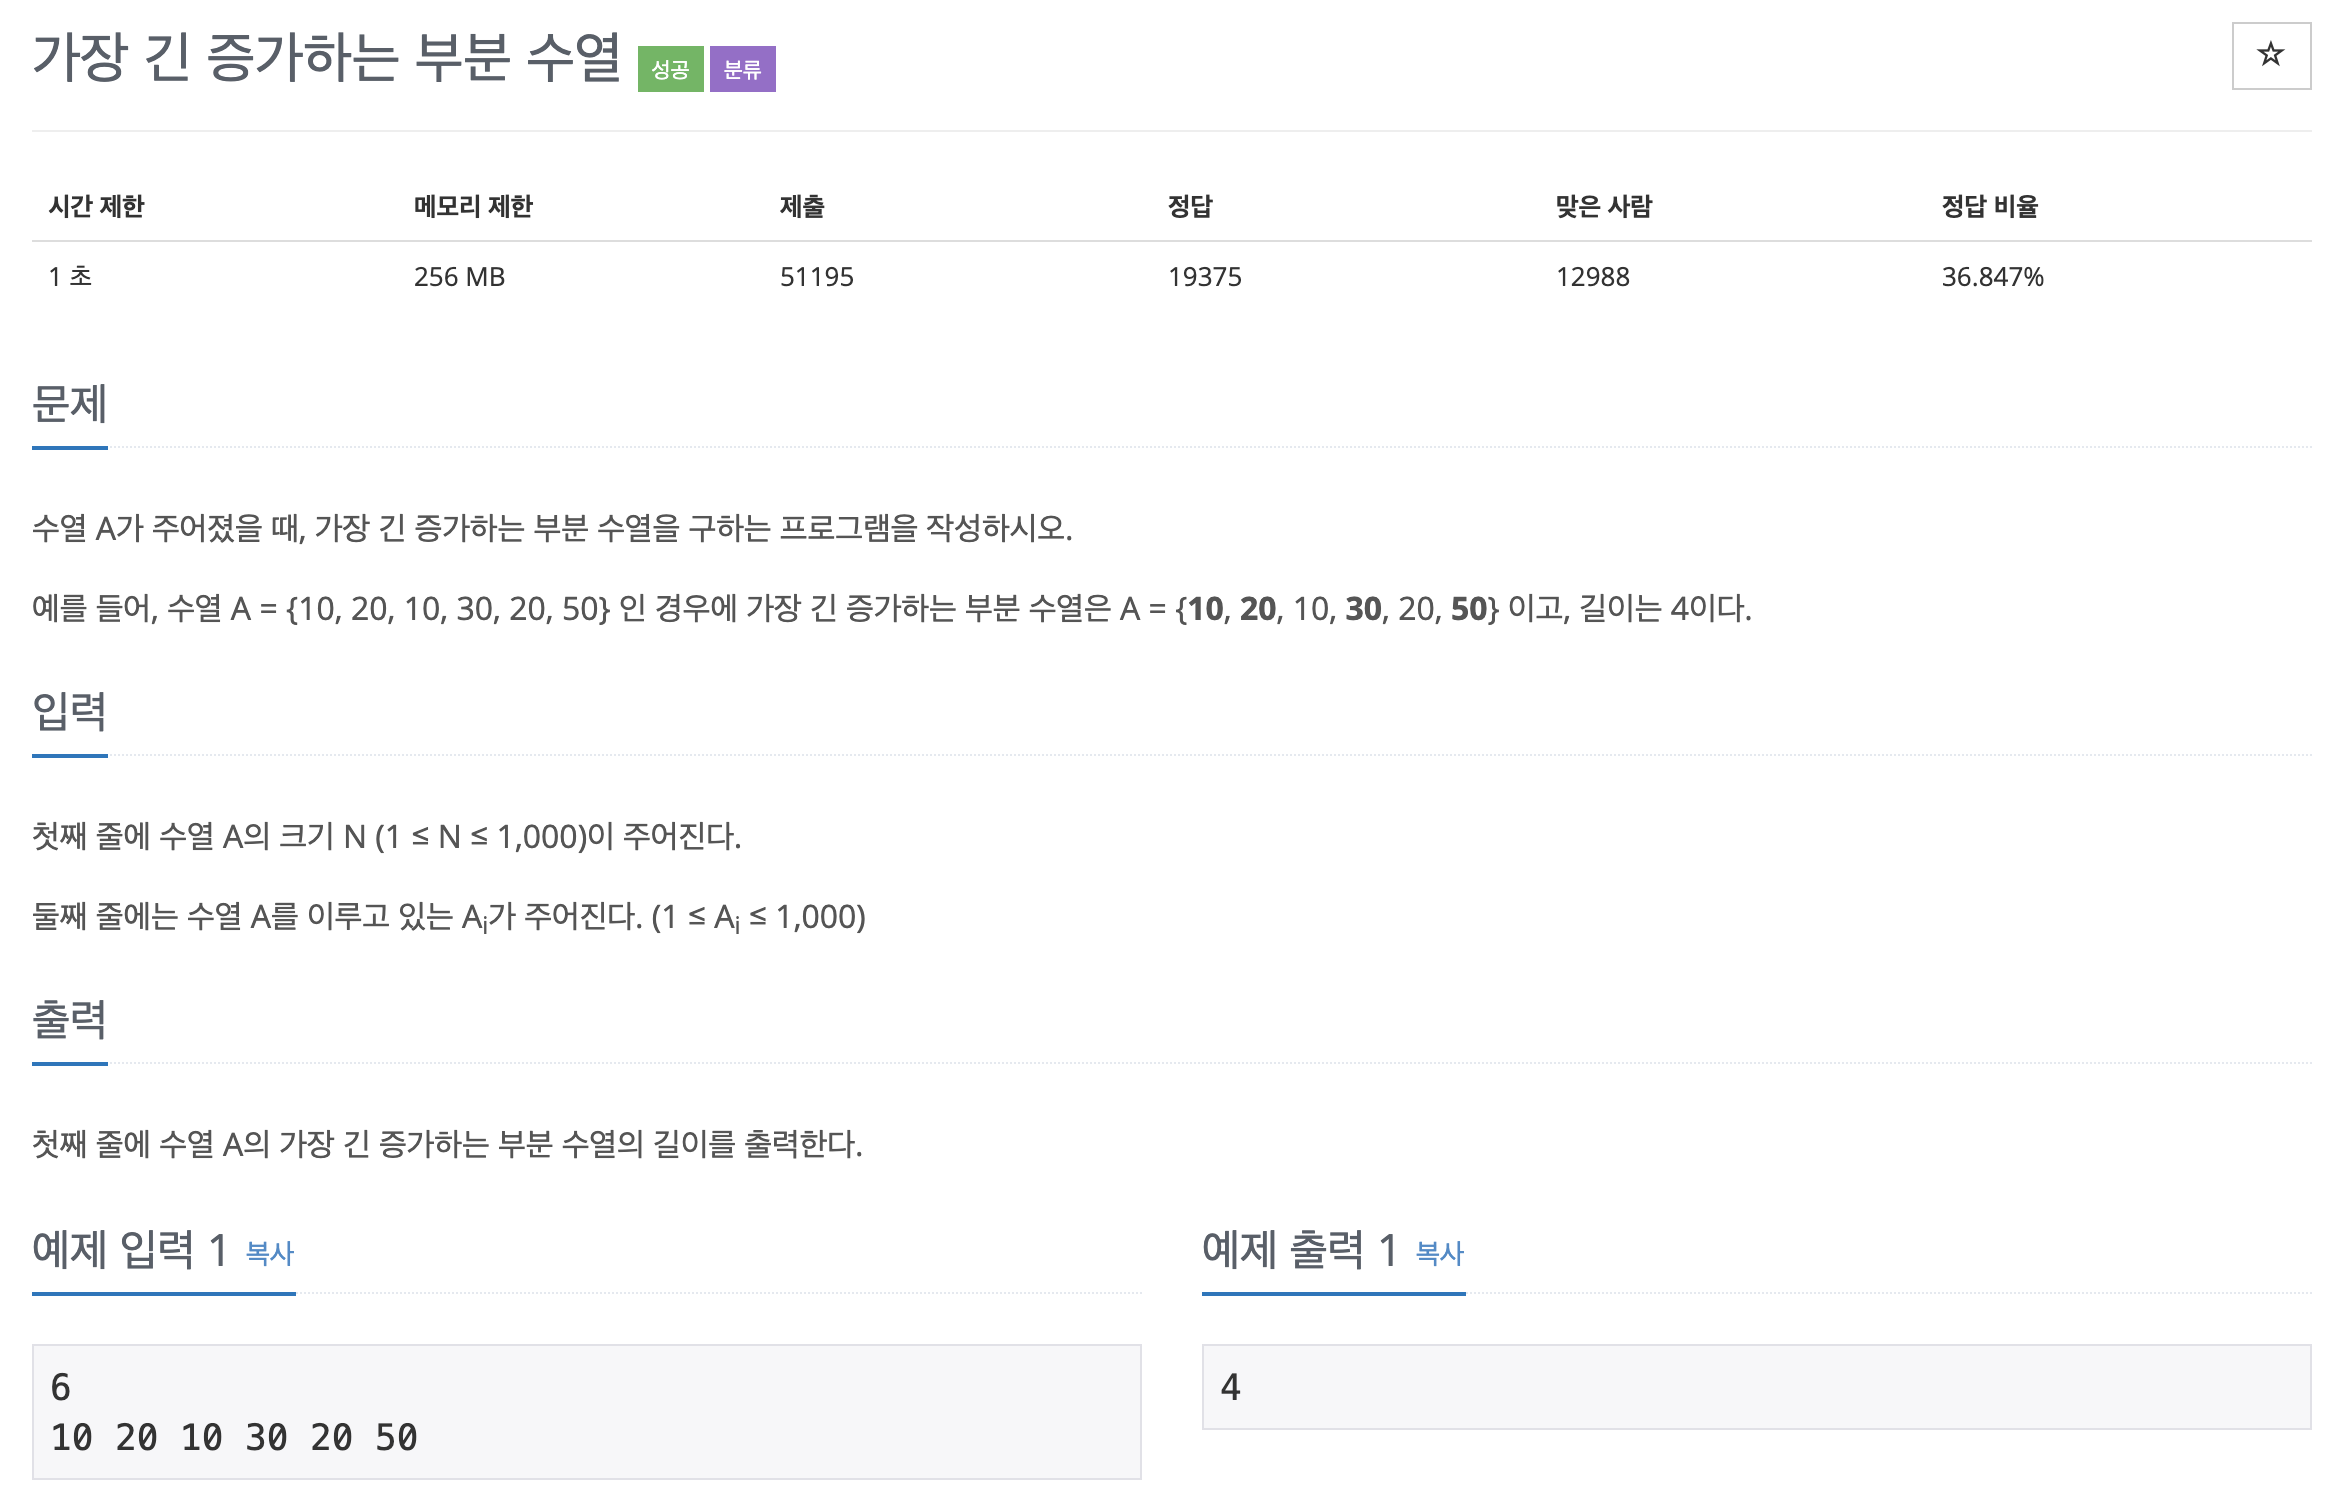 가장 긴 증가하는 부분 수열 성공 분류
시간 제한 메모리 제한 제출 정답 맞은 사람 정답 비율
1 초 256 MB 51195 19375 12988 36.847%
문제
수열 A가 주어졌을 때, 가장 긴 증가하는 부분 수열을 구하는 프로그램을 작성하시오.
예를 들어, 수열 A = {10, 20, 10, 30, 20, 50} 인 경우에 가장 긴 증가하는 부분 수열은 A = {10, 20, 10, 30, 20, 50} 이고, 길이는 4이다.
입력
첫째 줄에 수열 A의 크기 N (1 ≤ N ≤ 1,000)이 주어진다.
둘째 줄에는 수열 A를 이루고 있는 Ai가 주어진다. (1 ≤ Ai ≤ 1,000)
출력
첫째 줄에 수열 A의 가장 긴 증가하는 부분 수열의 길이를 출력한다.
예제 입력 1 복사
6
10 20 10 30 20 50
예제 출력 1 복사
4